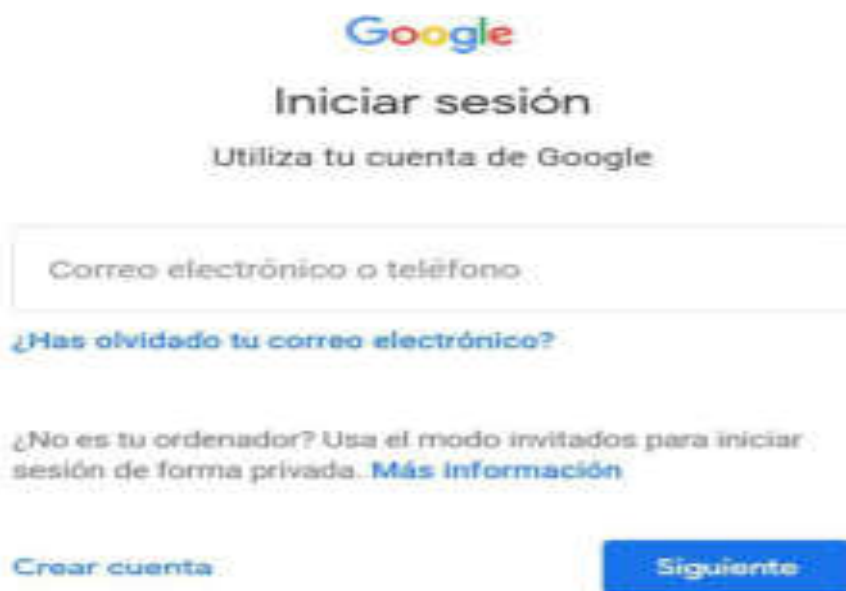 Google
Iniciar sesión
Utiliza tu cuenta de Google
Correo electrónico o teléfono
¿Has olvidado tu correo electrónico?
¿No es tu ordenador? Usa el modo invitados para iniciar
sesión de forma privada. Más información
Crear cuenta
Siguiente